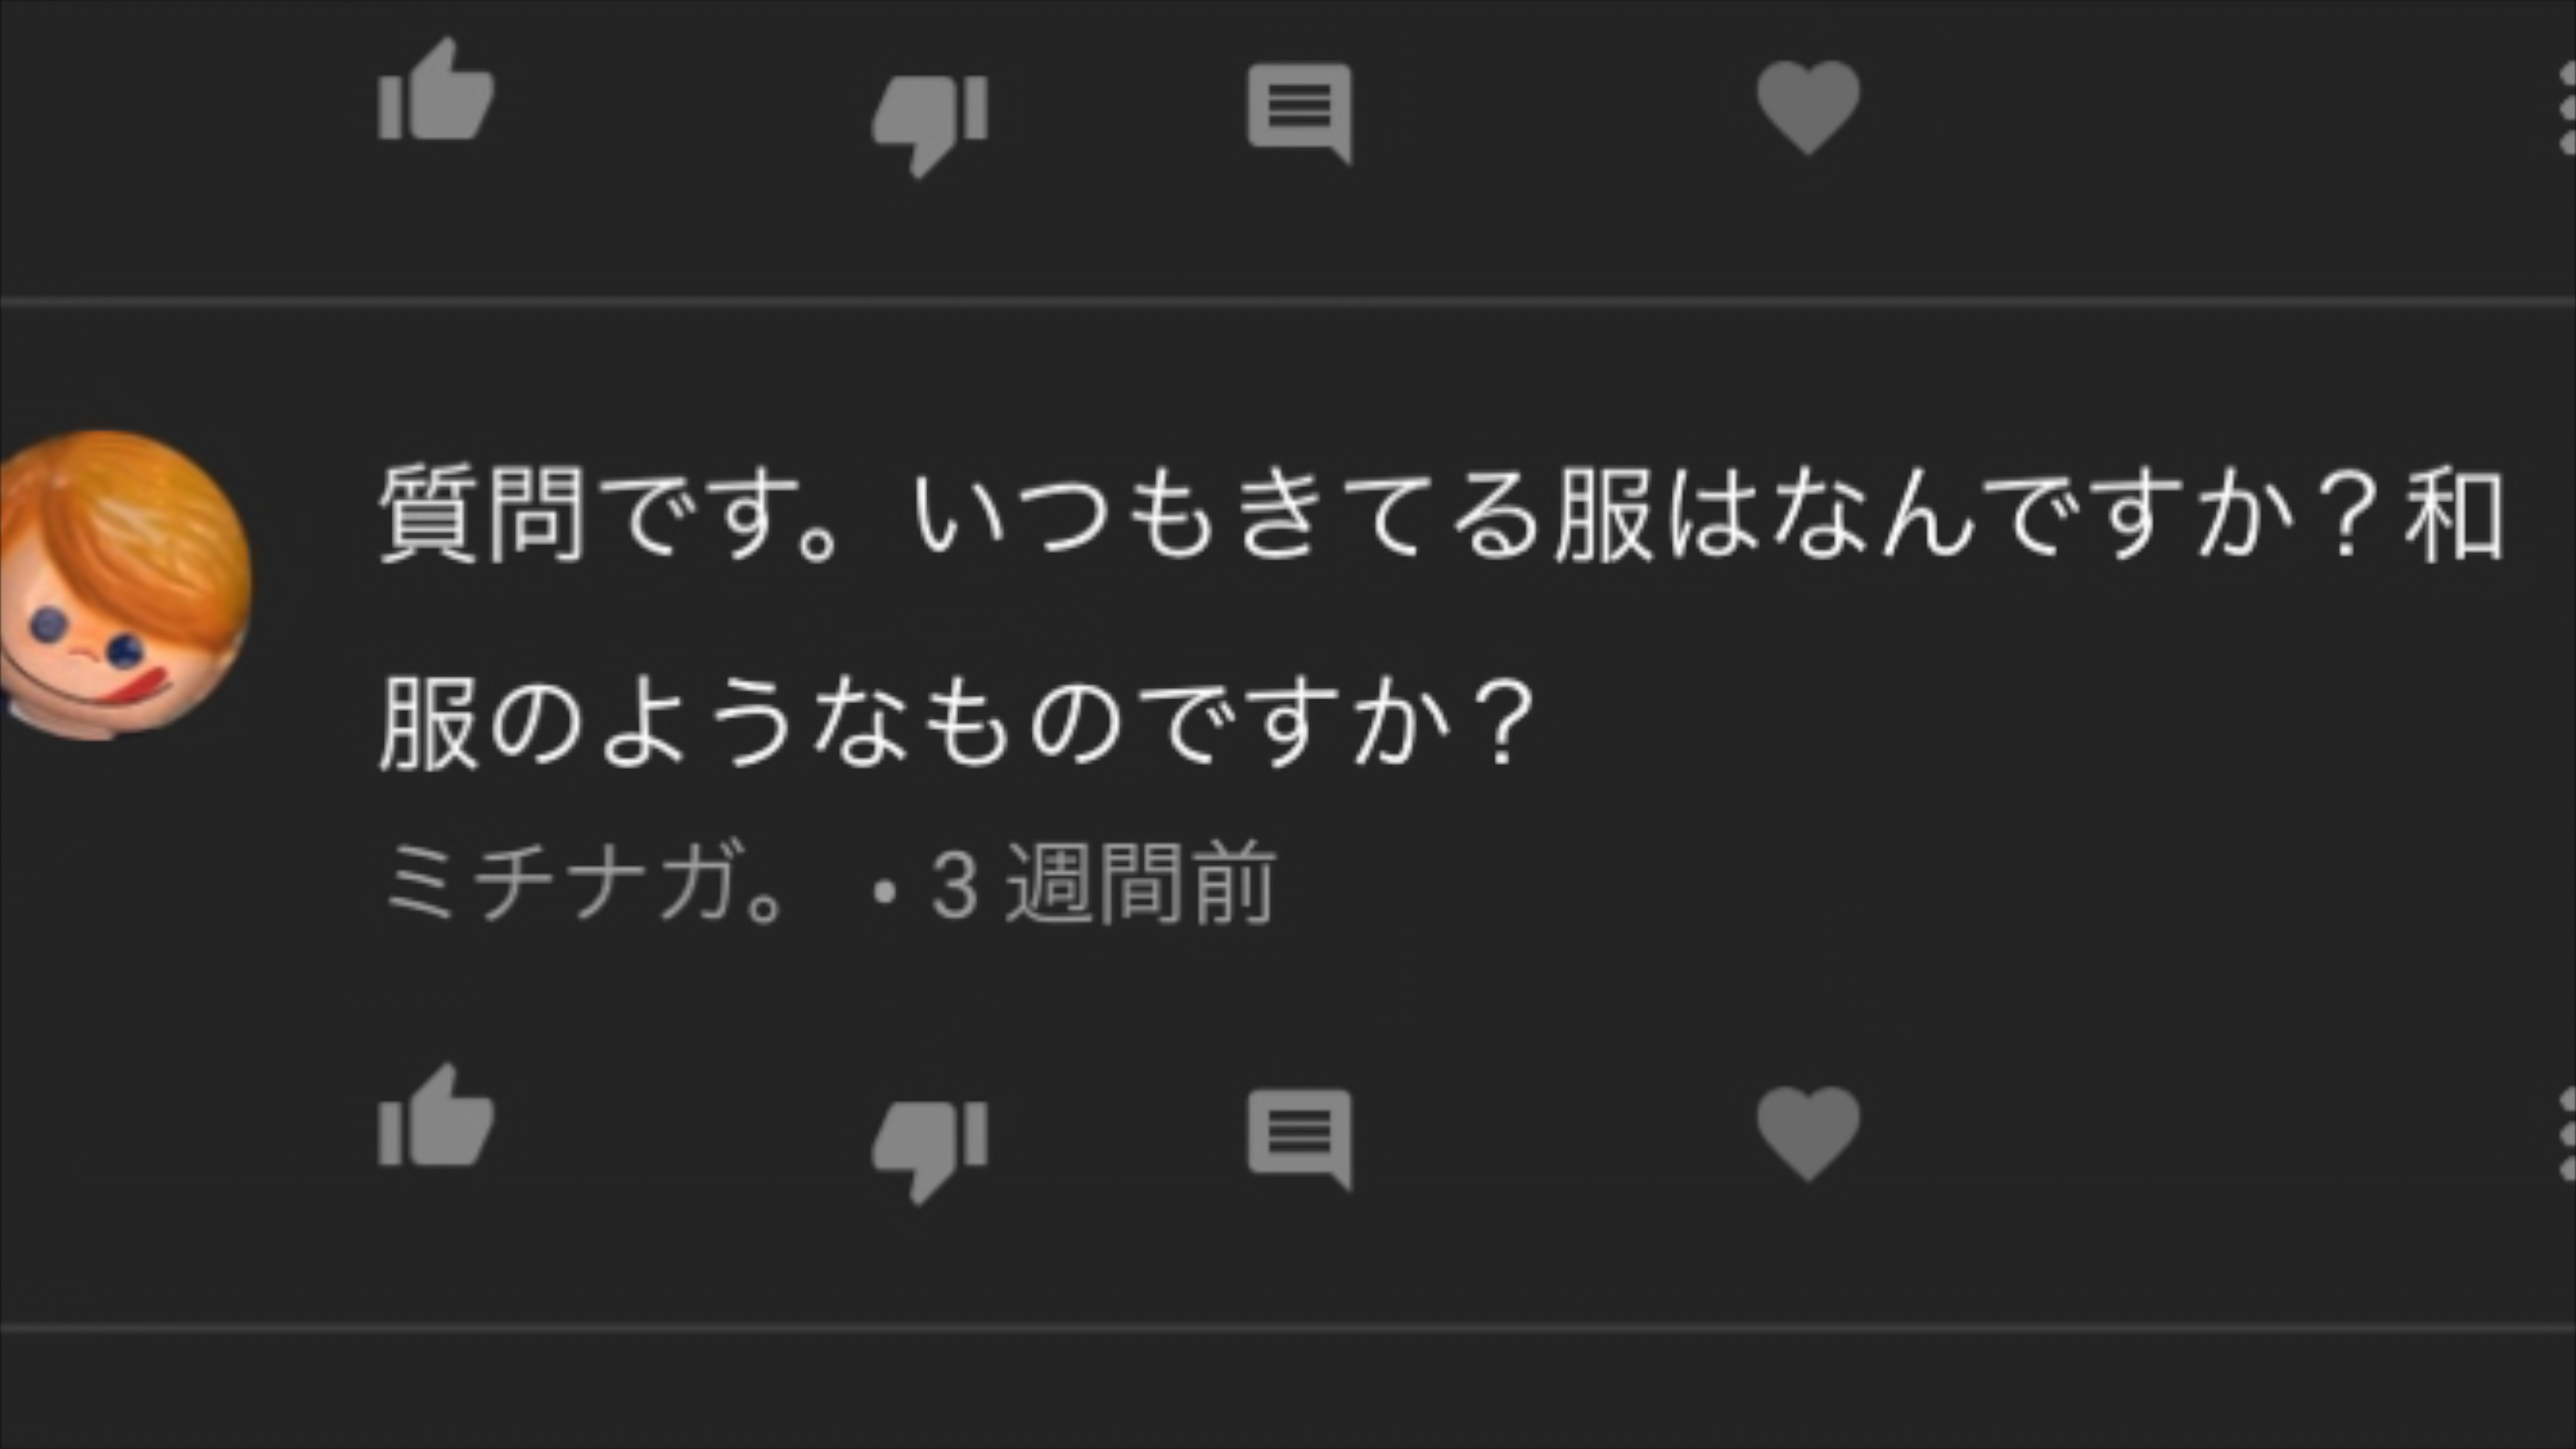 質問です。いつもきてる服はなんですか？和
服のようなものですか？
ミチナガ。 • 3 週間前